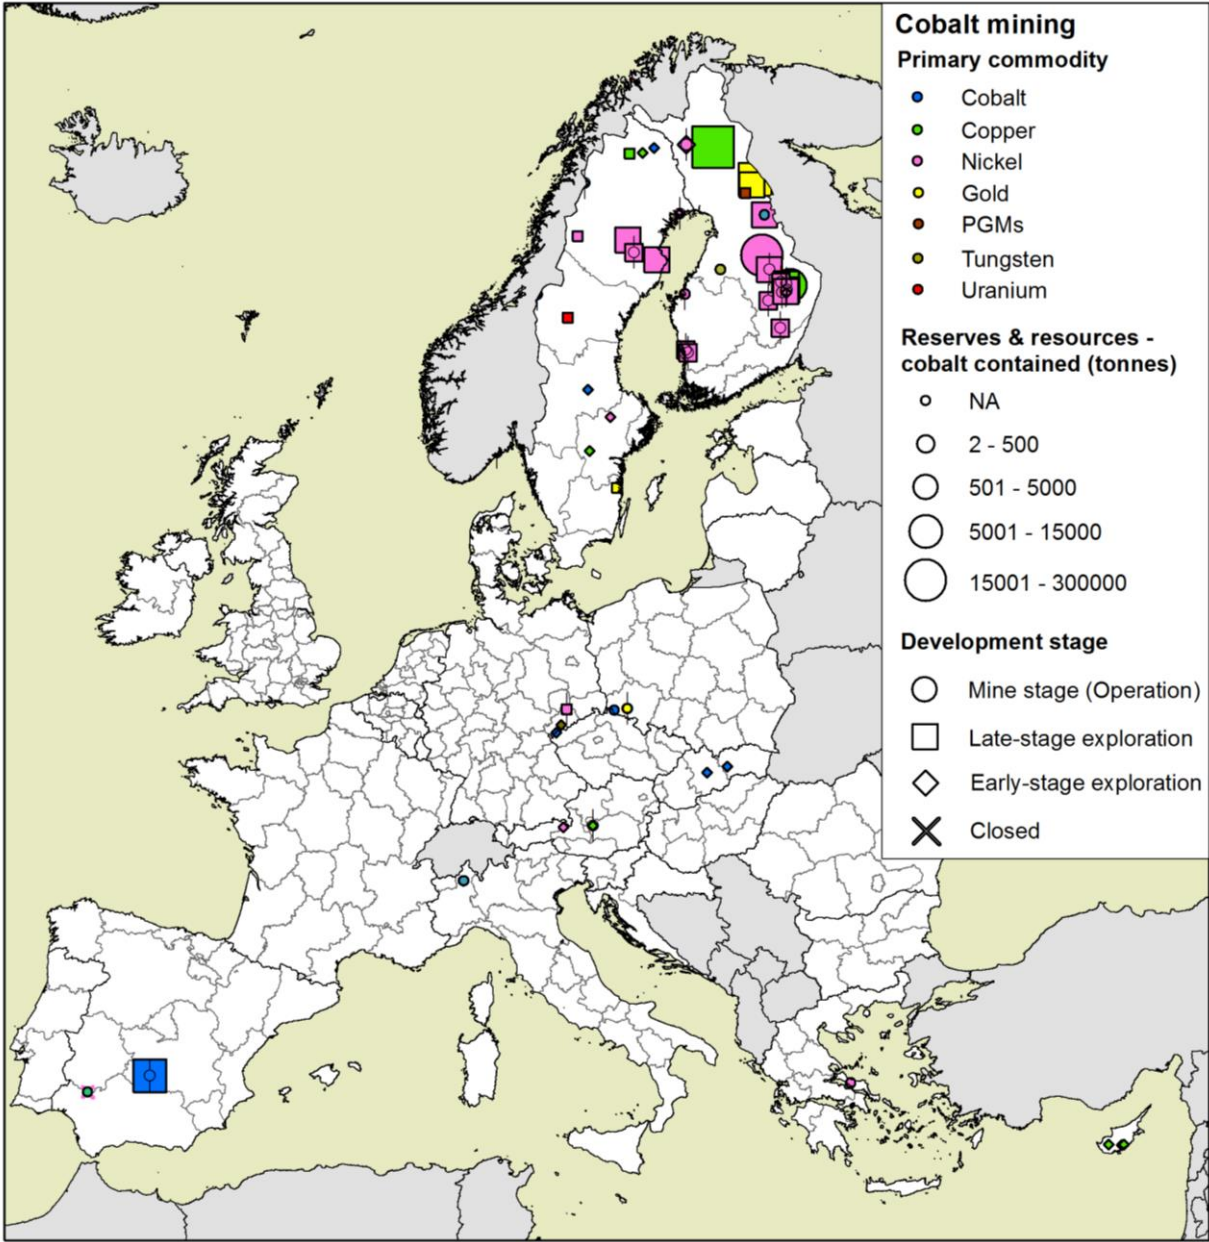 Cobalt mining
Primary commodity
Cobalt
Copper
Nickel
Gold
PGMs
Tungsten
Uranium
Reserves & resources -
cobalt contained (tonnes)
NA
2 - 500
501 - 5000
5001 - 15000
15001 - 300000
Development stage
Mine stage (Operation)
Late-stage exploration
Early-stage exploration
Closed